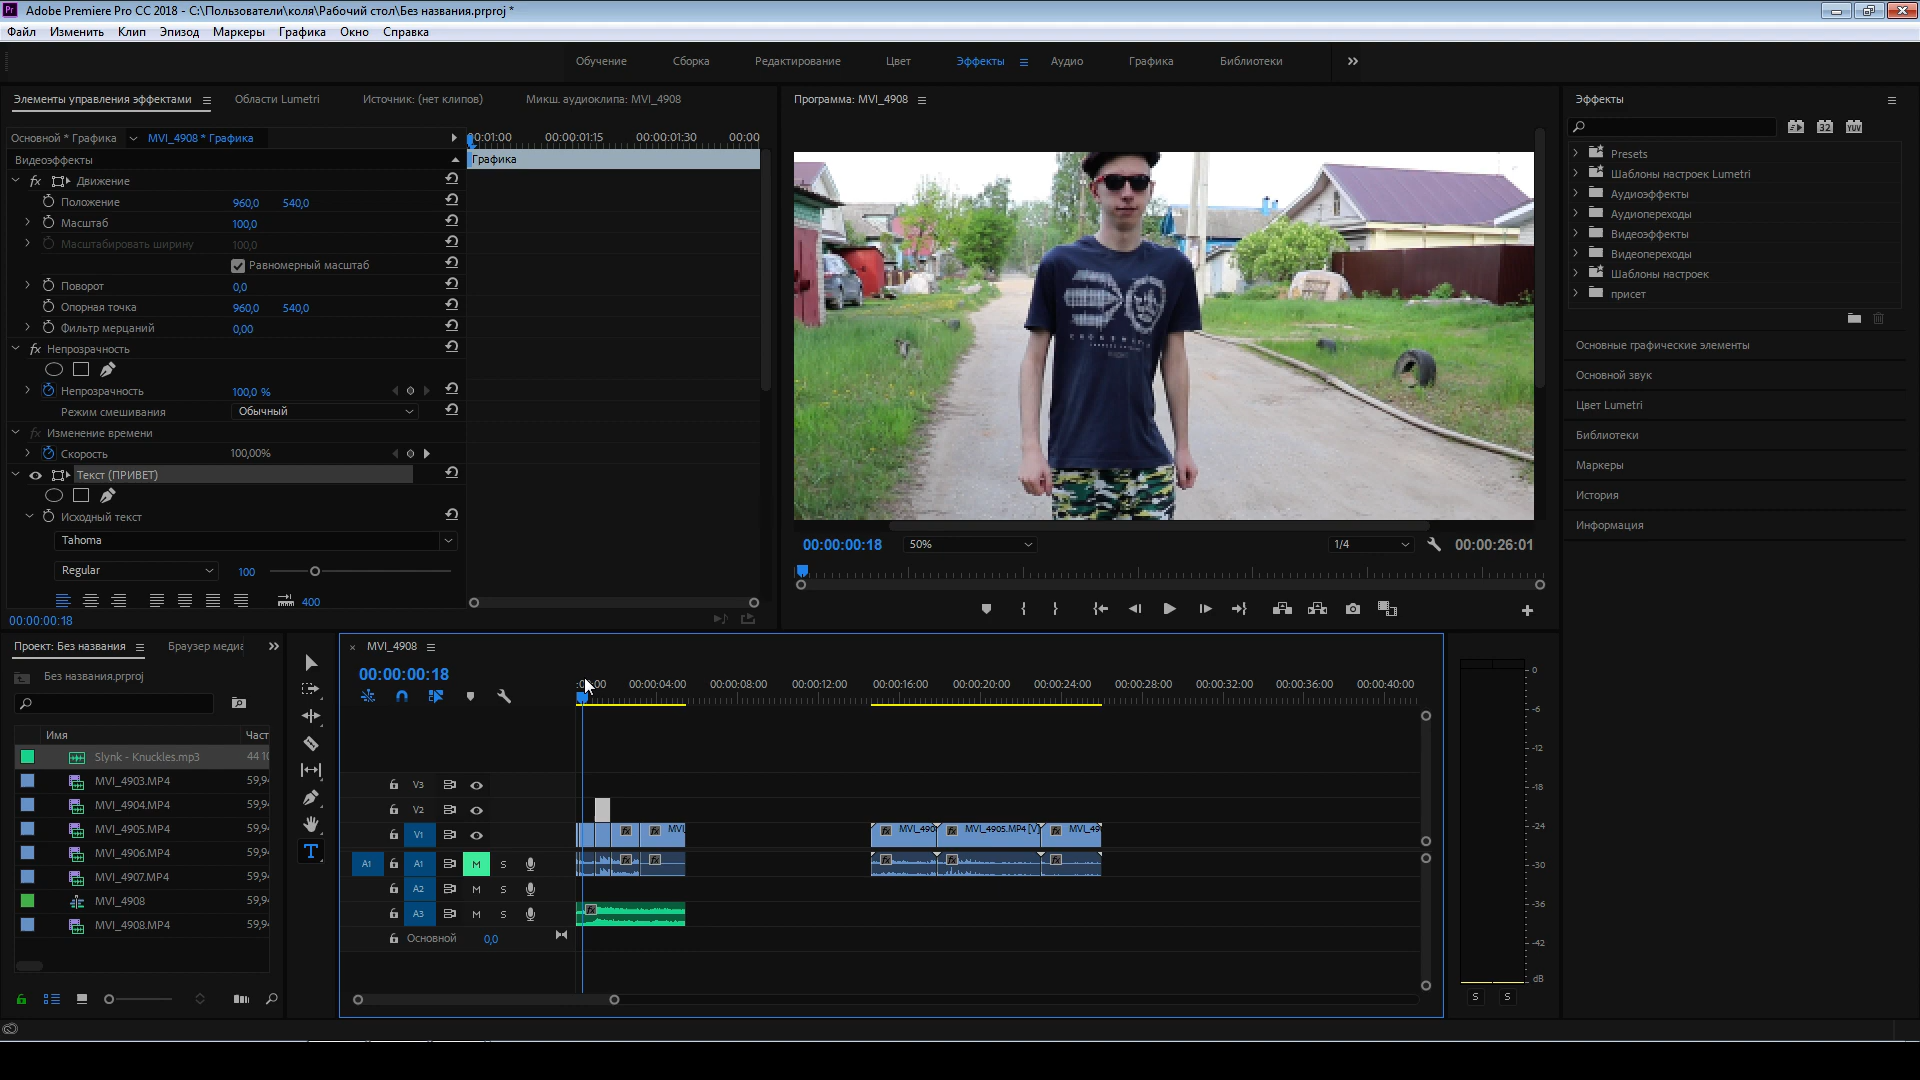 Adobe Premiere Pro CC 2018 - C:\Пользователи\коля\Рабочий стол\Без названия.prproj *
Файл Изменить Клип Эпизод Маркеры Графика Окно Справка
Обучение Сборка Редактирование Цвет Эффекты Аудио Графика Библиотеки
Элементы управления эффектами Области Lumetri Источник: (нет клипов) Микш. аудиоклипа: MVI_4908
Основной * Графика MVI_4908 * Графика
00:01:00 00:00:01:15 00:00:01:30 00:00
Видеоэффекты
Графика
Движение
Положение 960,0 540,0
Масштаб 100,0
Масштабировать ширину 100,0
Равномерный масштаб
Поворот 0,0
Опорная точка 960,0 540,0
Фильтр мерцаний 0,00
fx Непрозрачность
Непрозрачность 100,0 %
Режим смешивания Обычный
fx Изменение времени
Скорость 100,00%
Текст (ПРИВЕТ)
Исходный текст
Tahoma
Regular 100
400
00:00:00:18
Программа: MVI_4908
00:00:00:18 50% 1/4 00:00:26:01
Эффекты
Presets
Шаблоны настроек Lumetri
Аудиоэффекты
Аудиопереходы
Видеоэффекты
Видеопереходы
Шаблоны настроек
присет
Основные графические элементы
Основной звук
Цвет Lumetri
Библиотеки
Маркеры
История
Информация
Проект: Без названия Браузер медиа
Без названия.prproj
Имя Част
Slynk - Knuckles.mp3 44 10
MVI_4903.MP4 59,94
MVI_4904.MP4 59,94
MVI_4905.MP4 59,94
MVI_4906.MP4 59,94
MVI_4907.MP4 59,94
MVI_4908 59,94
MVI_4908.MP4 59,94
MVI_4908
00:00:00:18
:00:00 00:00:04:00 00:00:08:00 00:00:12:00 00:00:16:00 00:00:20:00 00:00:24:00 00:00:28:00 00:00:32:00 00:00:36:00 00:00:40:00
V3
V2
V1 MVI_ MVI_490 MVI_4905.MP4 [V] MVI_49
A1 A1 M S
A2 M S
A3 M S
Основной 0,0
0
-6
-12
-18
-24
-30
-36
-42
dB
S S